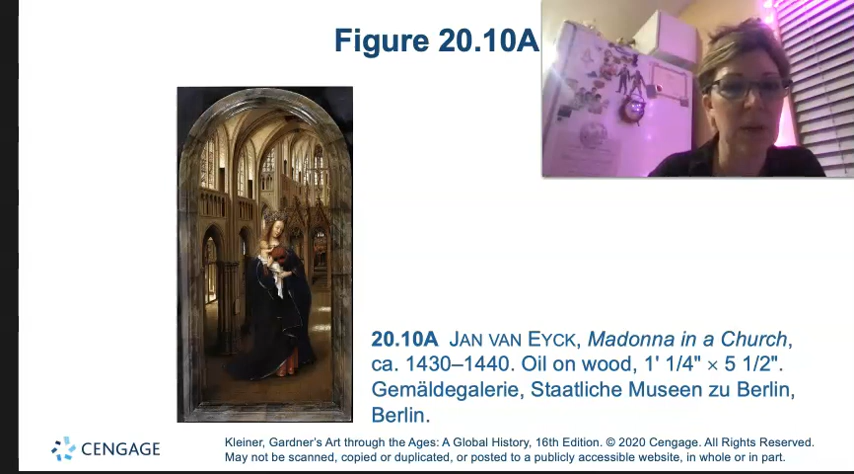 Figure 20.10A
20.10A JAN VAN EYCK, Madonna in a Church,
ca. 1430–1440. Oil on wood, 1' 1/4" × 5 1/2".
Gemäldegalerie, Staatliche Museen zu Berlin,
Berlin.
CENGAGE
Kleiner, Gardner's Art through the Ages: A Global History, 16th Edition. © 2020 Cengage. All Rights Reserved.
May not be scanned, copied or duplicated, or posted to a publicly accessible website, in whole or in part.